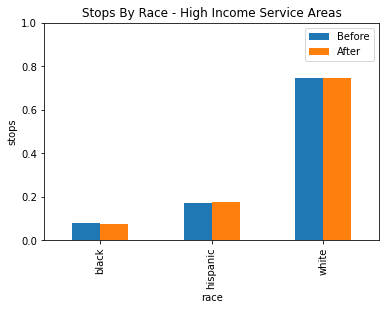 Stops By Race - High Income Service Areas
1.0
0.8
0.6
0.4
0.2
0.0
stops
Before
After
black
hispanic
white
race